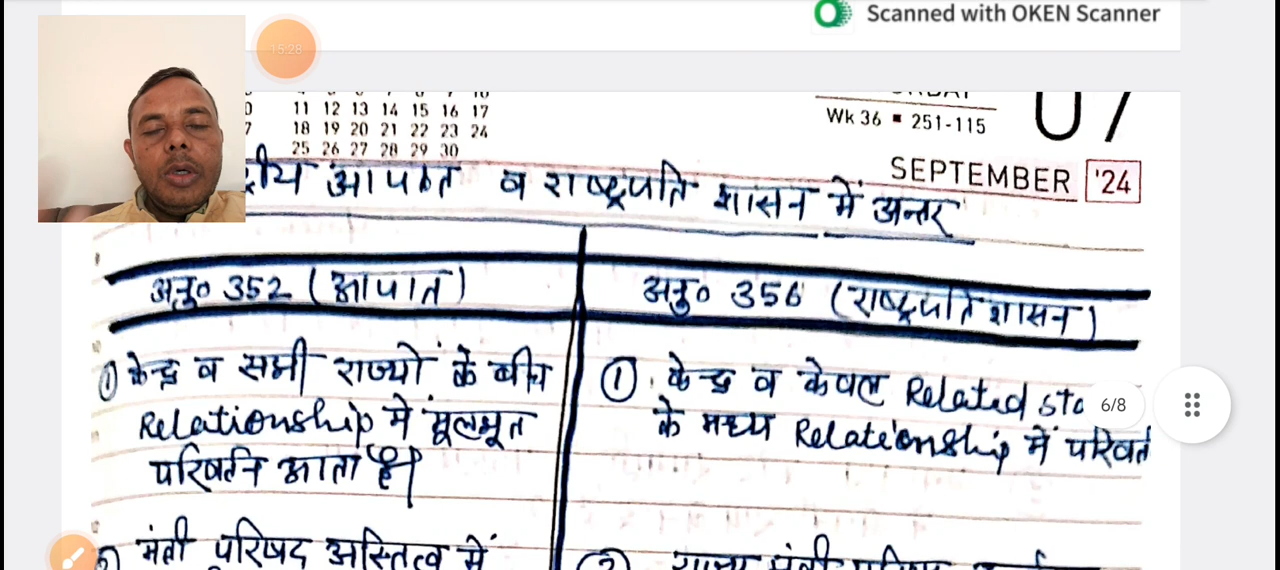 Scanned with OKEN Scanner
15:28
11 12 13 14 15 16 17
18 19 20 21 22 23 24
25 26 27 28 29 30
Wk 36 ▪ 251-115
07
SEPTEMBER '24
आपात व राष्ट्रपति शासन में अन्तर
अनु० 352 (आपात)
अनु० 356 (राष्ट्रपति शासन)
① केन्द्र व सभी राज्यों के बीच
Relationship में मूलभूत
परिवर्तन आता है।
① केन्द्र व केवल Related
के मध्य Relationship में
6/8
मंत्री परिषद अस्तित्व में